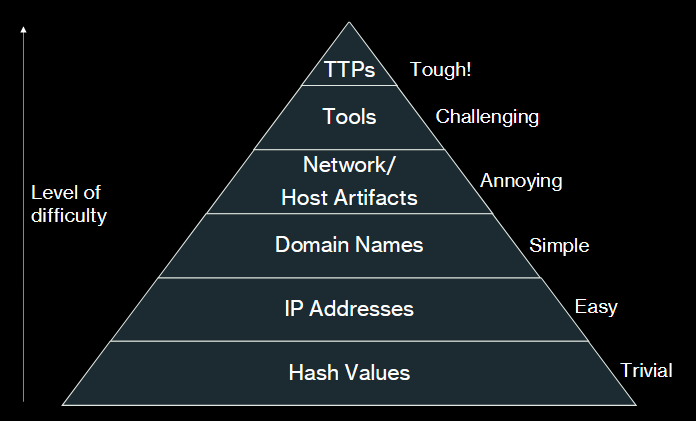 TTPs Tough!
Tools Challenging
Network/
Host Artifacts Annoying
Level of
difficulty
Domain Names Simple
IP Addresses Easy
Hash Values Trivial